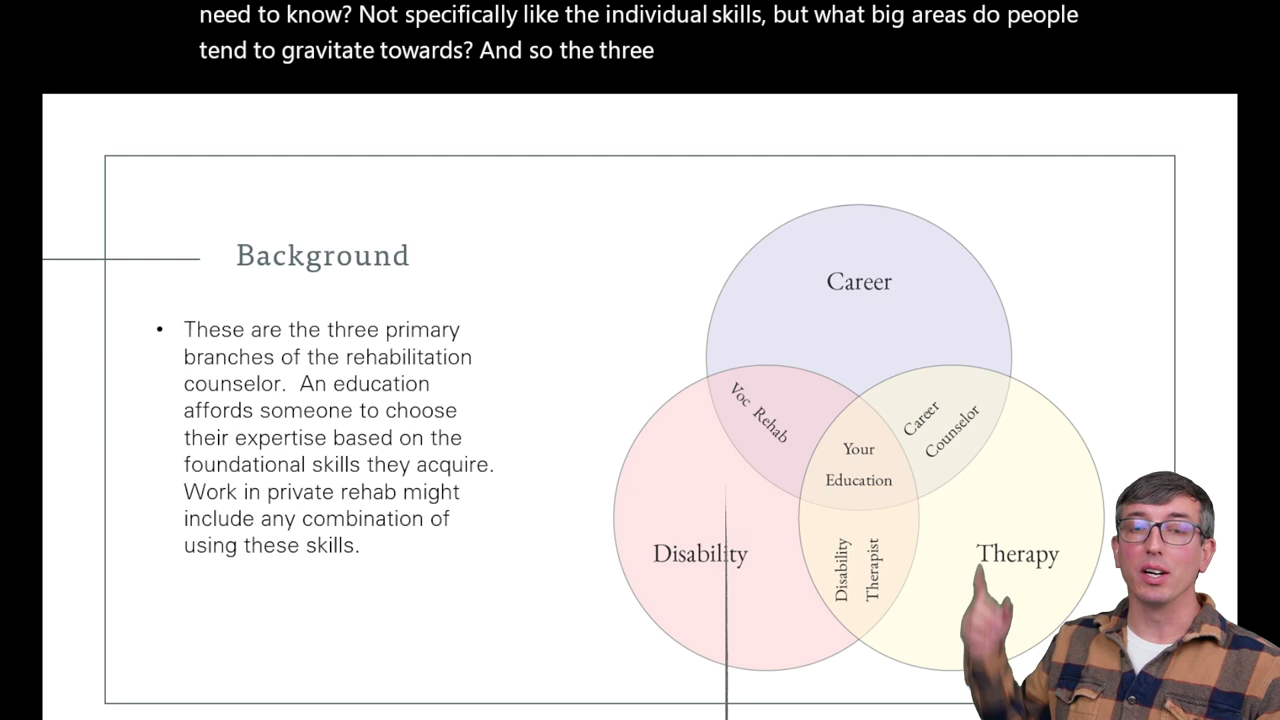 need to know? Not specifically like the individual skills, but what big areas do people
tend to gravitate towards? And so the three
Background
• These are the three primary
branches of the rehabilitation
counselor. An education
affords someone to choose
their expertise based on the
foundational skills they acquire.
Work in private rehab might
include any combination of
using these skills.
Career
Voc Rehab
Career
Counselor
Your
Education
Disability
Disability
Therapist
Therapy